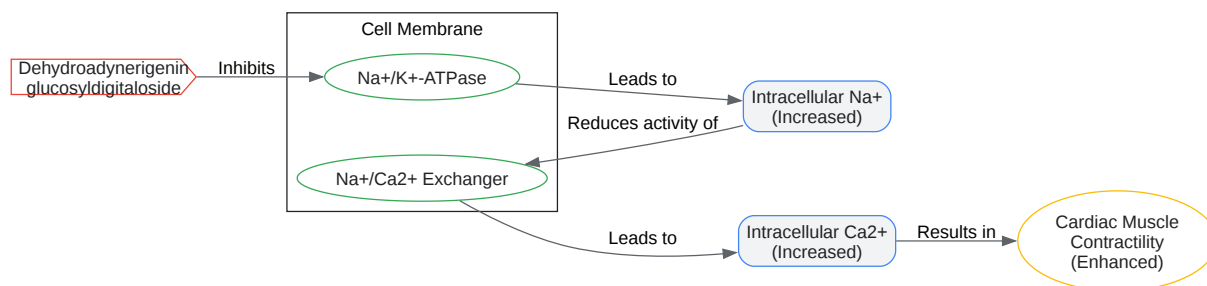 Cell Membrane
Dehydroadynerigenin
glucosyldigitaloside
Inhibits
Na+/K+-ATPase
Leads to
Intracellular Na+
(Increased)
Reduces activity of
Na+/Ca2+ Exchanger
Leads to
Intracellular Ca2+
(Increased)
Results in
Cardiac Muscle
Contractility
(Enhanced)